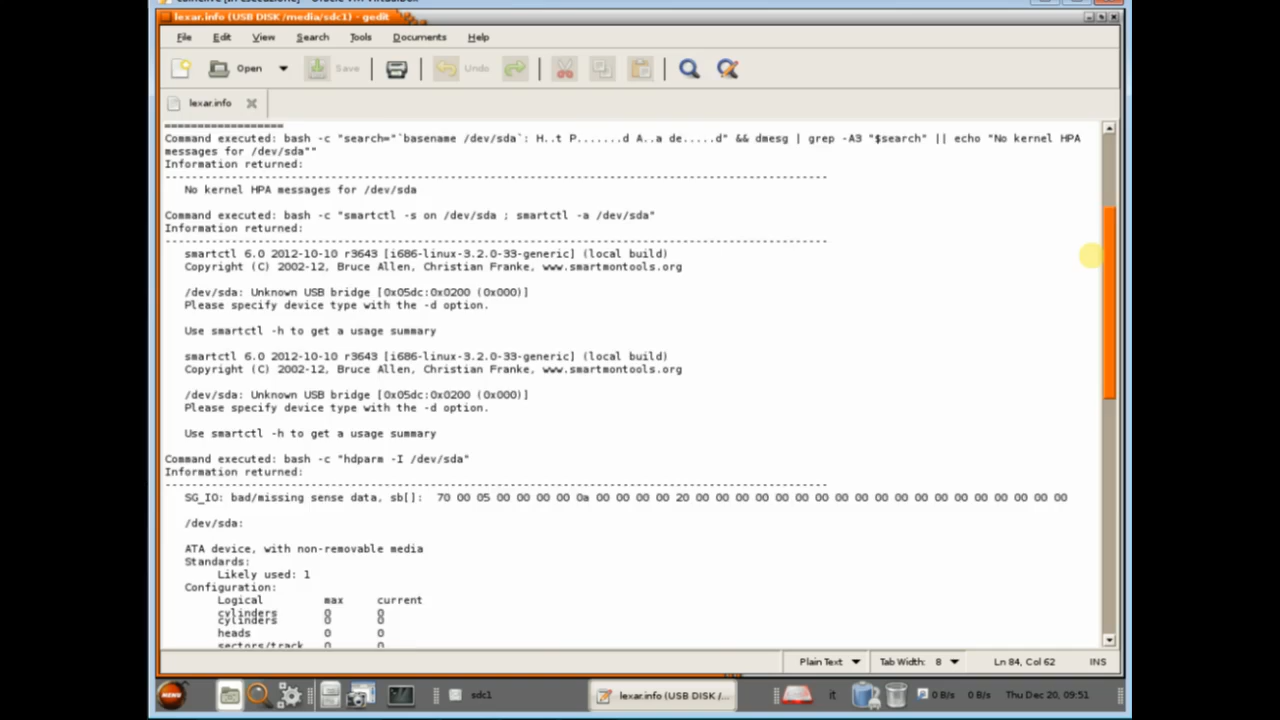 lexar.info (USB DISK /media/sdc1) - gedit
File Edit View Search Tools Documents Help
Open Save Undo
lexar.info
==================
Command executed: bash -c "search="`basename /dev/sda`: H..t P.......d A..a de.....d" && dmesg | grep -A3 "$search" || echo "No kernel HPA
messages for /dev/sda""
Information returned:
----------------------------------------------------------------------------------------------------
No kernel HPA messages for /dev/sda
Command executed: bash -c "smartctl -s on /dev/sda ; smartctl -a /dev/sda"
Information returned:
----------------------------------------------------------------------------------------------------
smartctl 6.0 2012-10-10 r3643 [i686-linux-3.2.0-33-generic] (local build)
Copyright (C) 2002-12, Bruce Allen, Christian Franke, www.smartmontools.org
/dev/sda: Unknown USB bridge [0x05dc:0x0200 (0x000)]
Please specify device type with the -d option.
Use smartctl -h to get a usage summary
smartctl 6.0 2012-10-10 r3643 [i686-linux-3.2.0-33-generic] (local build)
Copyright (C) 2002-12, Bruce Allen, Christian Franke, www.smartmontools.org
/dev/sda: Unknown USB bridge [0x05dc:0x0200 (0x000)]
Please specify device type with the -d option.
Use smartctl -h to get a usage summary
Command executed: bash -c "hdparm -I /dev/sda"
Information returned:
----------------------------------------------------------------------------------------------------
SG_IO: bad/missing sense data, sb[]: 70 00 05 00 00 00 00 0a 00 00 00 00 20 00 00 00 00 00 00 00 00 00 00 00 00 00 00 00 00 00 00 00
/dev/sda:
ATA device, with non-removable media
Standards:
Likely used: 1
Configuration:
Logical max current
cylinders 0 0
cylinders 0 0
heads 0 0
sectors/track 0 0
Plain Text Tab Width: 8 Ln 84, Col 62 INS
MENU sdc1 lexar.info (USB DISK /... it 0 B/s 0 B/s Thu Dec 20, 09:51